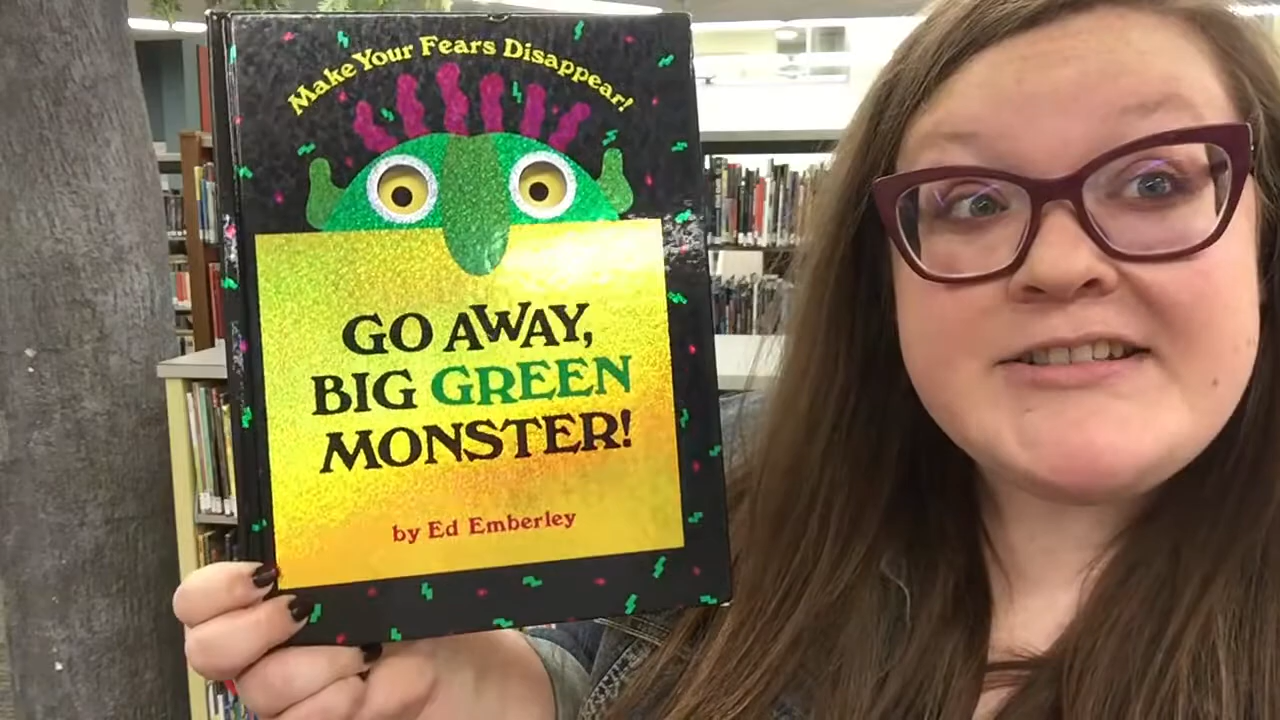 Make Your Fears Disappear!
GO AWAY,
BIG GREEN
MONSTER!
by Ed Emberley